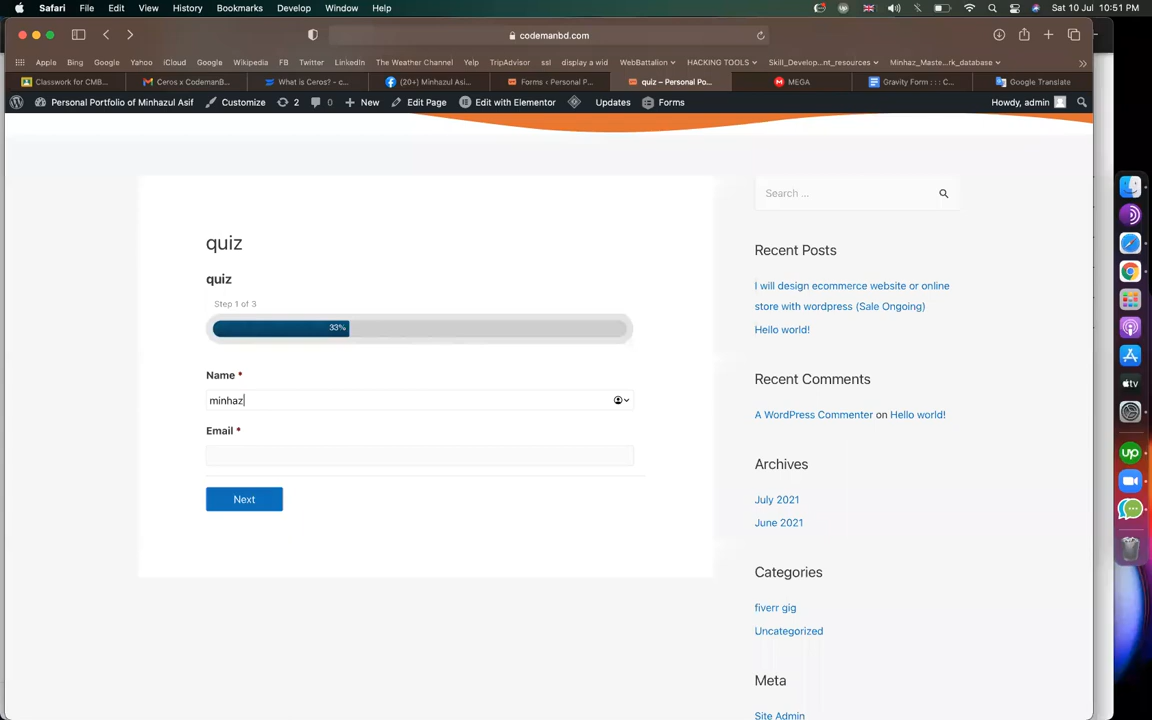 Safari File Edit View History Bookmarks Develop Window Help Sat 10 Jul 10:51 PM
codemanbd.com
Apple Bing Google Yahoo iCloud Google Wikipedia FB Twitter LinkedIn The Weather Channel Yelp TripAdvisor ssl display a wid WebBattalion HACKING TOOLS Skill_Develop...nt_resources Minhaz_Maste...rk_database
Classwork for CMB... Ceros x CodemanB... What is Ceros? – c... (20+) Minhazul Asi... Forms ‹ Personal P... quiz – Personal Po... MEGA Gravity Form : : : C... Google Translate
Personal Portfolio of Minhazul Asif Customize 2 0 New Edit Page Edit with Elementor Updates Forms Howdy, admin
Search ...
quiz
Recent Posts
quiz
I will design ecommerce website or online
Step 1 of 3
store with wordpress (Sale Ongoing)
33%
Hello world!
Name *
Recent Comments
minhaz
A WordPress Commenter on Hello world!
Email *
Archives
Next
July 2021
June 2021
Categories
fiverr gig
Uncategorized
Meta
Site Admin
up
tv